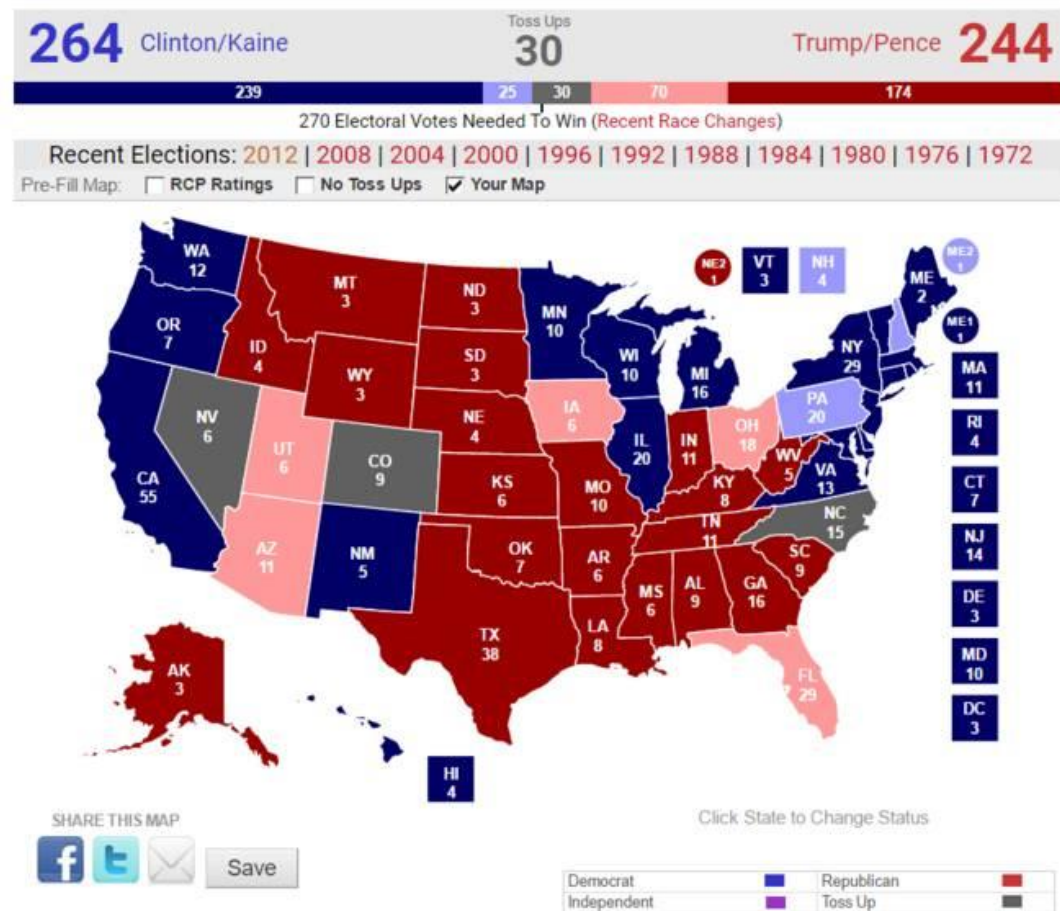 264 Clinton/Kaine
Toss Ups
30
Trump/Pence 244
239 25 30 70 174
270 Electoral Votes Needed To Win (Recent Race Changes)
Recent Elections: 2012 | 2008 | 2004 | 2000 | 1996 | 1992 | 1988 | 1984 | 1980 | 1976 | 1972
Pre-Fill Map: RCP Ratings No Toss Ups Your Map
WA
12
OR
7
CA
55
NV
6
ID
4
MT
3
WY
3
UT
6
AZ
11
CO
9
NM
5
ND
3
SD
3
NE
4
KS
6
OK
7
TX
38
MN
10
IA
6
MO
10
AR
6
LA
8
WI
10
IL
20
MI
16
IN
11
OH
18
KY
8
TN
11
MS
6
AL
9
GA
16
FL
29
SC
9
NC
15
VA
13
WV
5
PA
20
NY
29
ME
2
NE2
1
VT
3
NH
4
ME2
1
ME1
1
MA
11
RI
4
CT
7
NJ
14
DE
3
MD
10
DC
3
AK
3
HI
4
SHARE THIS MAP
f t Save
Click State to Change Status
Democrat Republican
Independent Toss Up